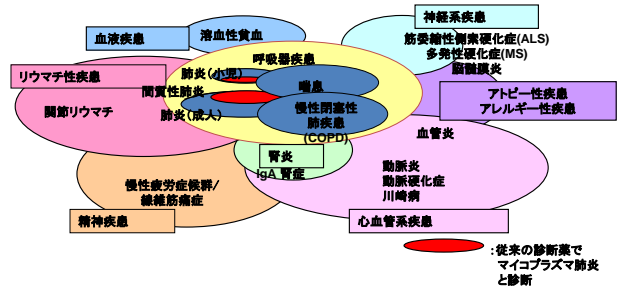 神経系疾患
血液疾患
溶血性貧血
筋委縮性側索硬化症(ALS)
多発性硬化症(MS)
脳髄膜炎
呼吸器疾患
リウマチ性疾患
肺炎(小児)
喘息
間質性肺炎
アトピー性疾患
アレルギー性疾患
関節リウマチ
肺炎(成人)
慢性閉塞性
肺疾患
(COPD)
血管炎
腎炎
IgA 腎症
動脈炎
動脈硬化症
川崎病
慢性疲労症候群/
線維筋痛症
精神疾患
心血管系疾患
:従来の診断薬で
マイコプラズマ肺炎
と診断